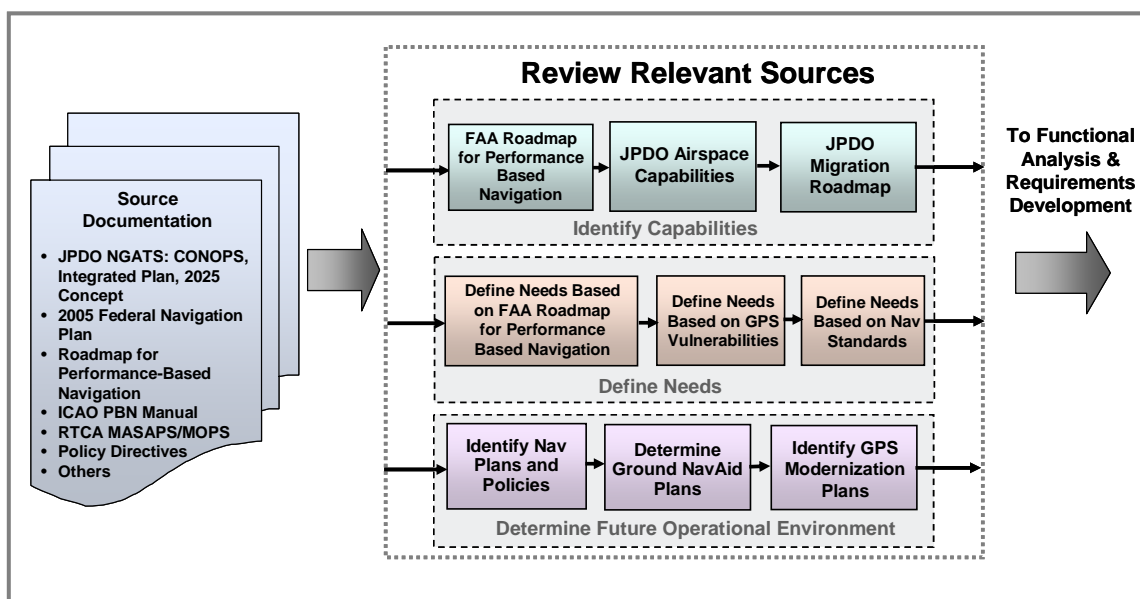 Source
Documentation
• JPDO NGATS: CONOPS,
Integrated Plan, 2025
Concept
• 2005 Federal Navigation
Plan
• Roadmap for
Performance-Based
Navigation
• ICAO PBN Manual
• RTCA MASAPS/MOPS
• Policy Directives
• Others
Review Relevant Sources
FAA Roadmap
for Performance
Based
Navigation
JPDO Airspace
Capabilities
JPDO
Migration
Roadmap
Identify Capabilities
Define Needs Based
on FAA Roadmap
for Performance
Based Navigation
Define Needs
Based on GPS
Vulnerabilities
Define Needs
Based on Nav
Standards
Define Needs
Identify Nav
Plans and
Policies
Determine
Ground NavAid
Plans
Identify GPS
Modernization
Plans
Determine Future Operational Environment
To Functional
Analysis &
Requirements
Development